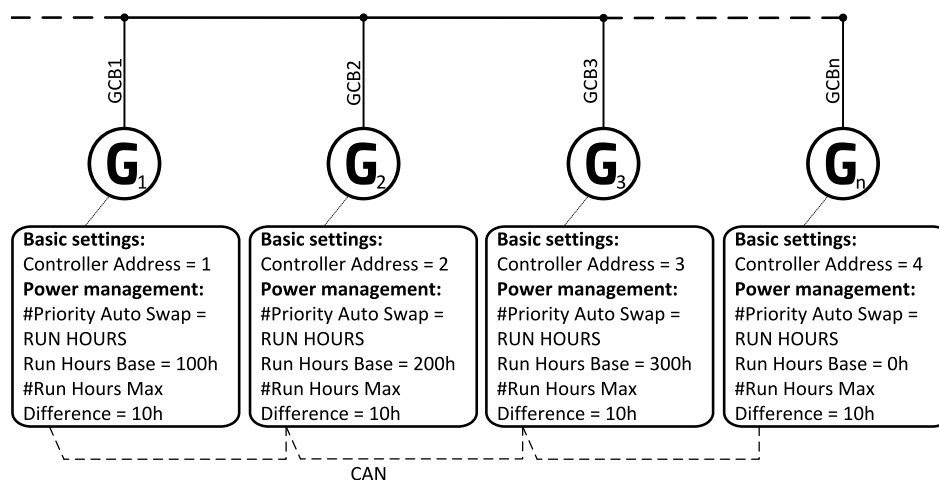 GCB1
GCB2
GCB3
GCBn
G1
G2
G3
Gn
Basic settings:
Controller Address = 1
Power management:
#Priority Auto Swap =
RUN HOURS
Run Hours Base = 100h
#Run Hours Max
Difference = 10h
Basic settings:
Controller Address = 2
Power management:
#Priority Auto Swap =
RUN HOURS
Run Hours Base = 200h
#Run Hours Max
Difference = 10h
Basic settings:
Controller Address = 3
Power management:
#Priority Auto Swap =
RUN HOURS
Run Hours Base = 300h
#Run Hours Max
Difference = 10h
Basic settings:
Controller Address = 4
Power management:
#Priority Auto Swap =
RUN HOURS
Run Hours Base = 0h
#Run Hours Max
Difference = 10h
CAN